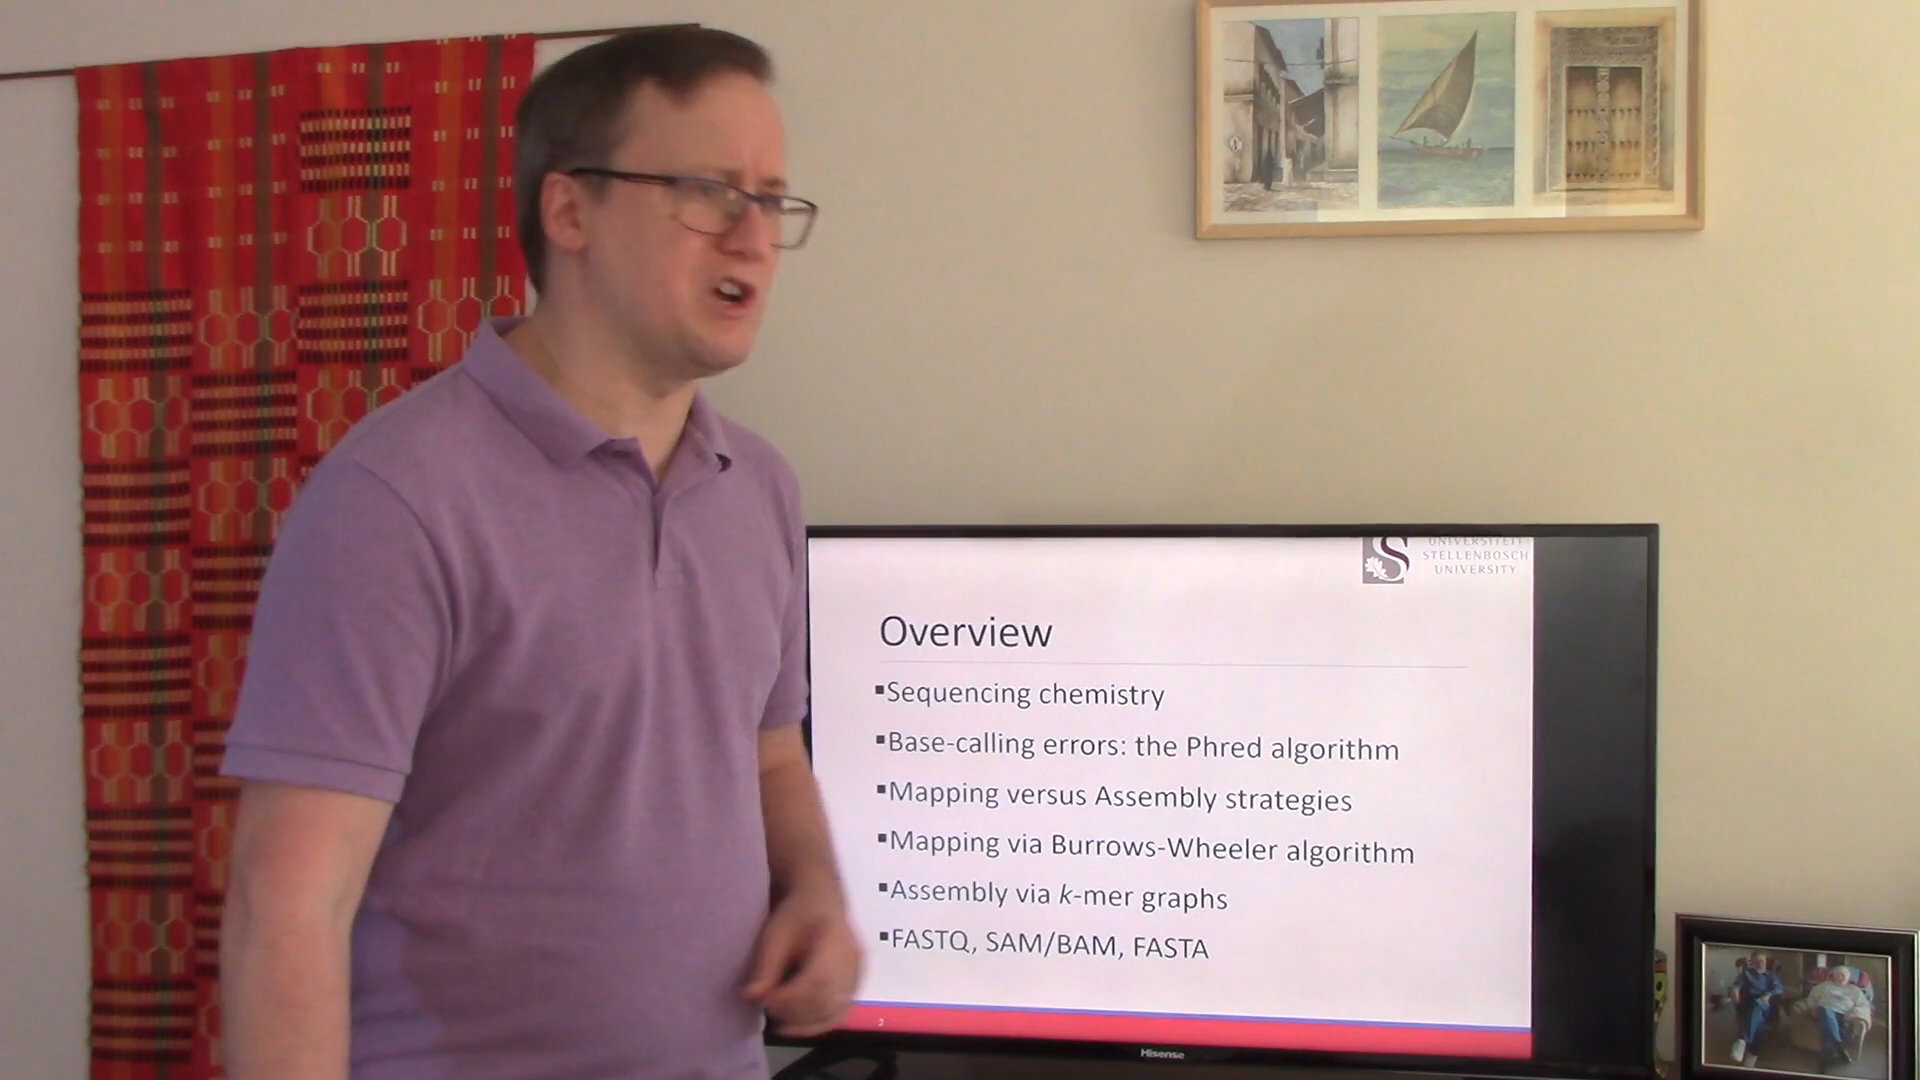 UNIVERSITEIT
STELLENBOSCH
UNIVERSITY
Overview
▪Sequencing chemistry
▪Base-calling errors: the Phred algorithm
▪Mapping versus Assembly strategies
▪Mapping via Burrows-Wheeler algorithm
▪Assembly via k-mer graphs
▪FASTQ, SAM/BAM, FASTA
2
Hisense